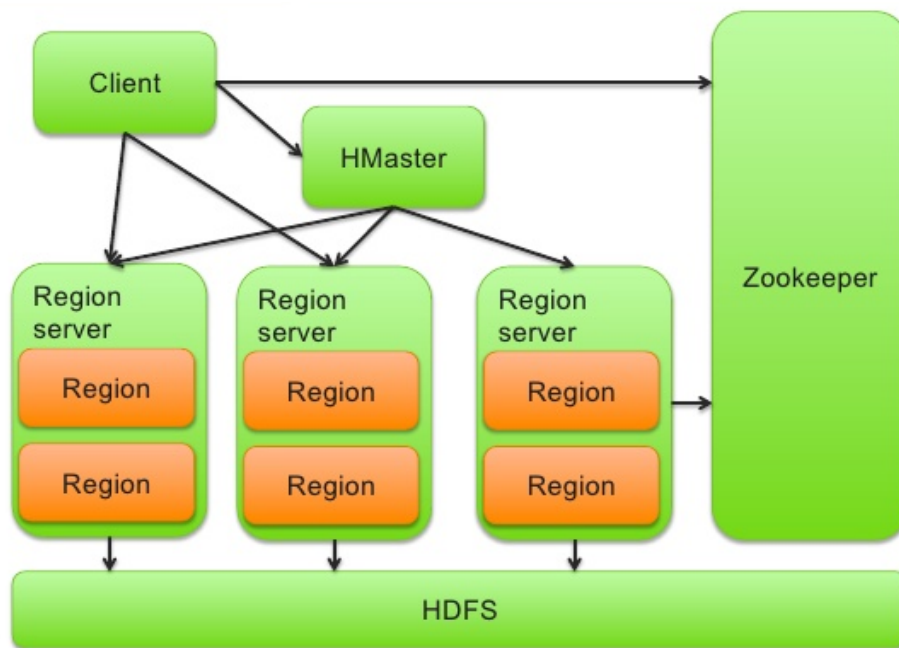 Client
HMaster
Zookeeper
Region
server
Region
server
Region
server
Region
Region
Region
Region
Region
Region
HDFS